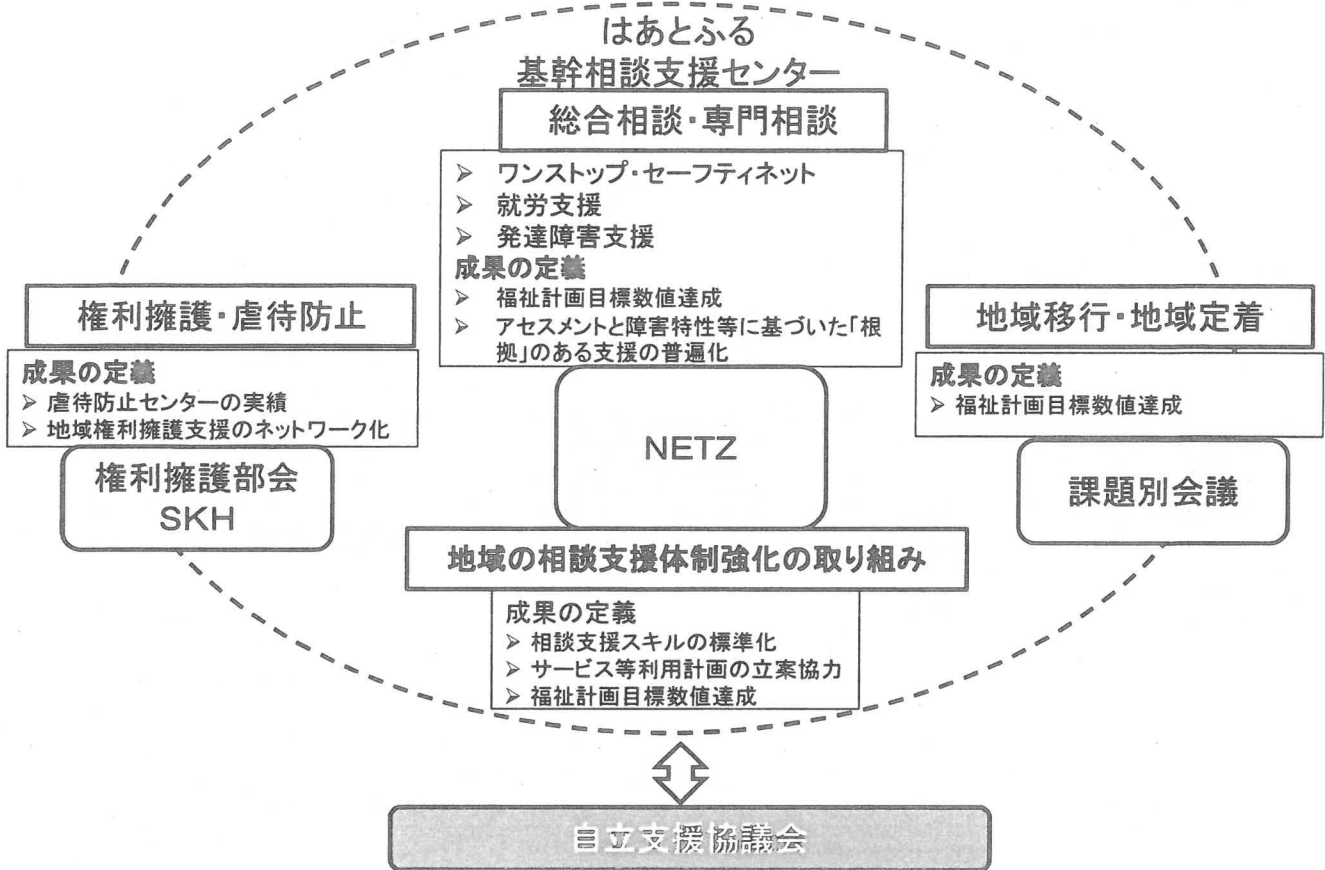 はあとふる
基幹相談支援センター
総合相談・専門相談
➢ ワンストップ・セーフティネット
➢ 就労支援
➢ 発達障害支援
成果の定義
➢ 福祉計画目標数値達成
➢ アセスメントと障害特性等に基づいた「根
拠」のある支援の普遍化
権利擁護・虐待防止
成果の定義
➢ 虐待防止センターの実績
➢ 地域権利擁護支援のネットワーク化
権利擁護部会
SKH
NETZ
地域移行・地域定着
成果の定義
➢ 福祉計画目標数値達成
課題別会議
地域の相談支援体制強化の取り組み
成果の定義
➢ 相談支援スキルの標準化
➢ サービス等利用計画の立案協力
➢ 福祉計画目標数値達成
自立支援協議会